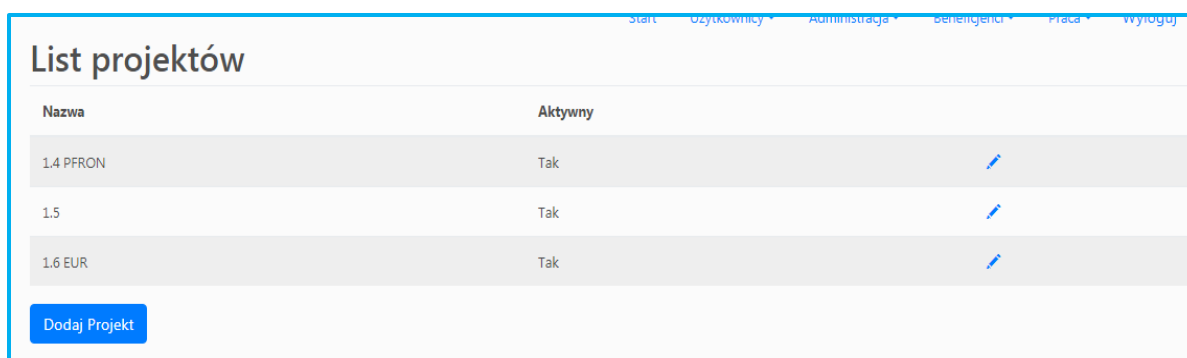 Start Użytkownicy Administracja Beneficjenci Praca Wyloguj
List projektów
Nazwa Aktywny
1.4 PFRON Tak
1.5 Tak
1.6 EUR Tak
Dodaj Projekt